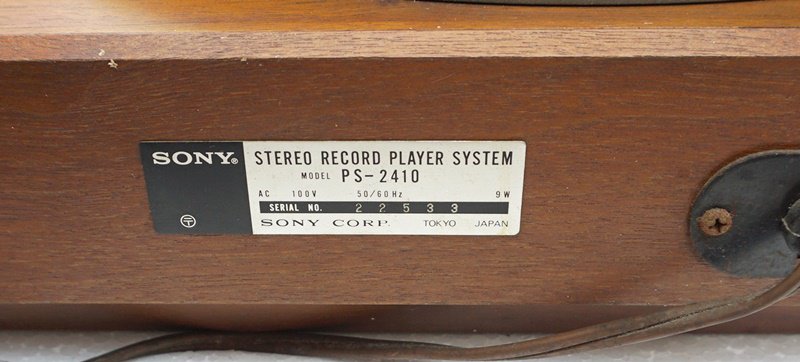 SONY®
STEREO RECORD PLAYER SYSTEM
MODEL PS-2410
AC 100V 50/60Hz 9W
SERIAL NO. 22533
SONY CORP. TOKYO JAPAN
〒